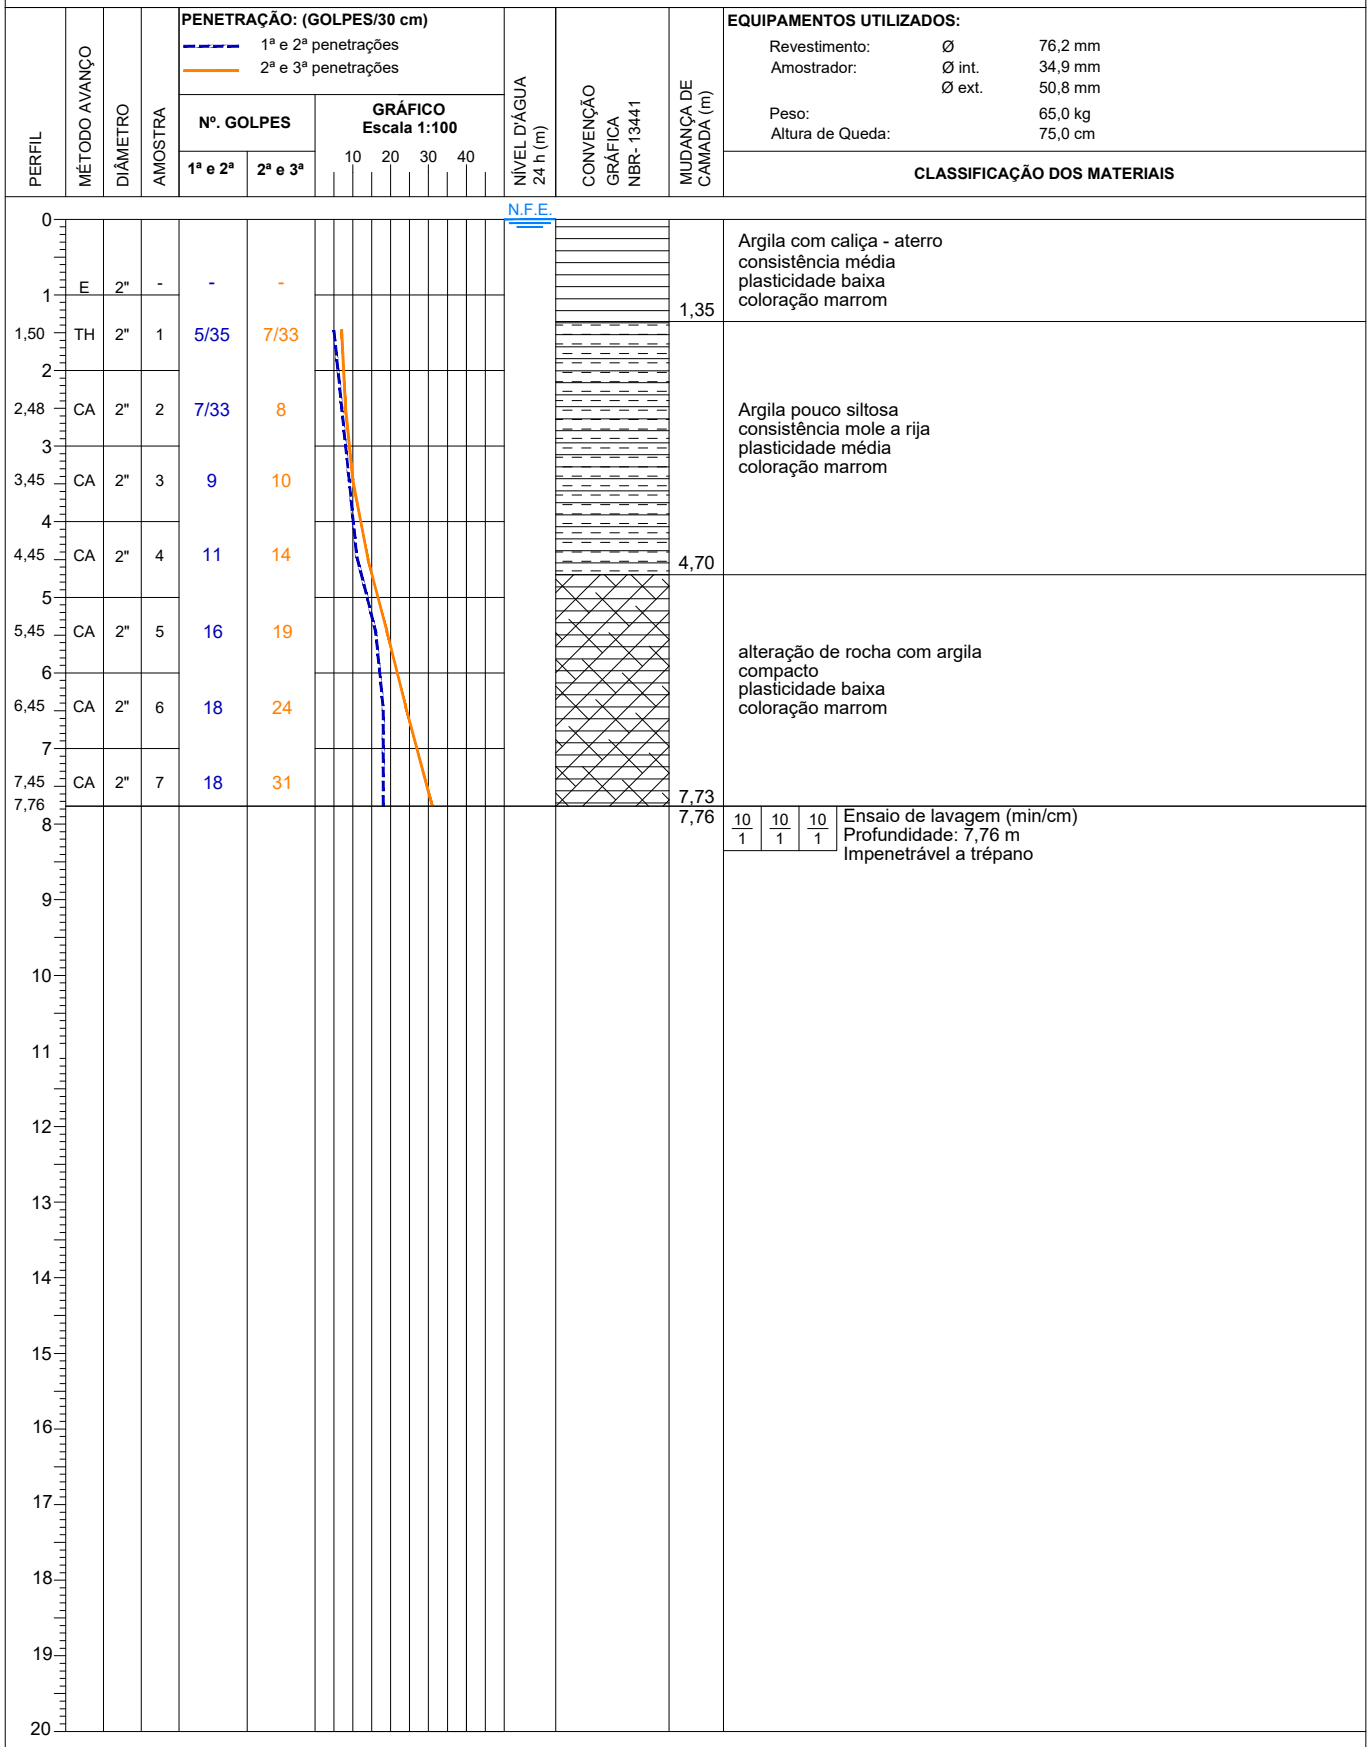 PENETRAÇÃO: (GOLPES/30 cm)
1ª e 2ª penetrações
2ª e 3ª penetrações
EQUIPAMENTOS UTILIZADOS:
Revestimento: Ø 76,2 mm
Amostrador: Ø int. 34,9 mm
Ø ext. 50,8 mm
Peso: 65,0 kg
Altura de Queda: 75,0 cm
PERFIL
MÉTODO AVANÇO
DIÂMETRO
AMOSTRA
Nº. GOLPES
1ª e 2ª 2ª e 3ª
GRÁFICO
Escala 1:100
10 20 30 40
NÍVEL D'ÁGUA
24 h (m)
CONVENÇÃO
GRÁFICA
NBR- 13441
MUDANÇA DE
CAMADA (m)
CLASSIFICAÇÃO DOS MATERIAIS
N.F.E.
0
Argila com caliça - aterro
consistência média
plasticidade baixa
coloração marrom
E 2" - - -
1
1,35
1,50 TH 2" 1 5/35 7/33
2
2,48 CA 2" 2 7/33 8
Argila pouco siltosa
consistência mole a rija
plasticidade média
coloração marrom
3
3,45 CA 2" 3 9 10
4
4,45 CA 2" 4 11 14
4,70
5
5,45 CA 2" 5 16 19
alteração de rocha com argila
compacto
plasticidade baixa
coloração marrom
6
6,45 CA 2" 6 18 24
7
7,45 CA 2" 7 18 31
7,73
7,76
7,76
10 10 10
1 1 1
Ensaio de lavagem (min/cm)
Profundidade: 7,76 m
Impenetrável a trépano
8
9
10
11
12
13
14
15
16
17
18
19
20